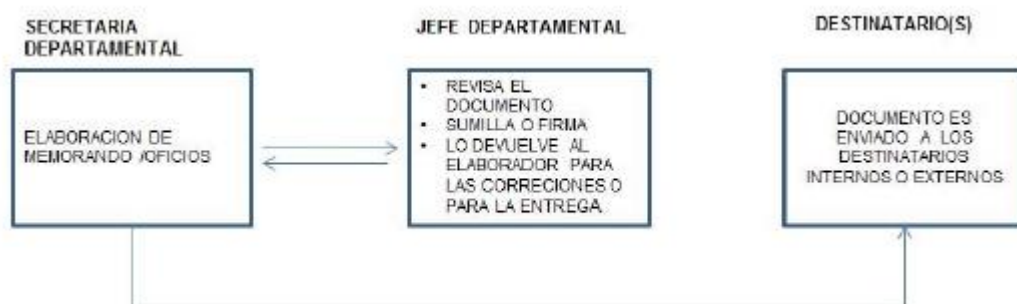 SECRETARIA
DEPARTAMENTAL
ELABORACION DE
MEMORANDO /OFICIOS
JEFE DEPARTAMENTAL
• REVISA EL
DOCUMENTO
• SUMILLA O FIRMA
• LO DEVUELVE AL
ELABORADOR PARA
LAS CORRECIONES O
PARA LA ENTREGA.
DESTINATARIO(S)
DOCUMENTO ES
ENVIADO A LOS
DESTINATARIOS
INTERNOS O EXTERNOS